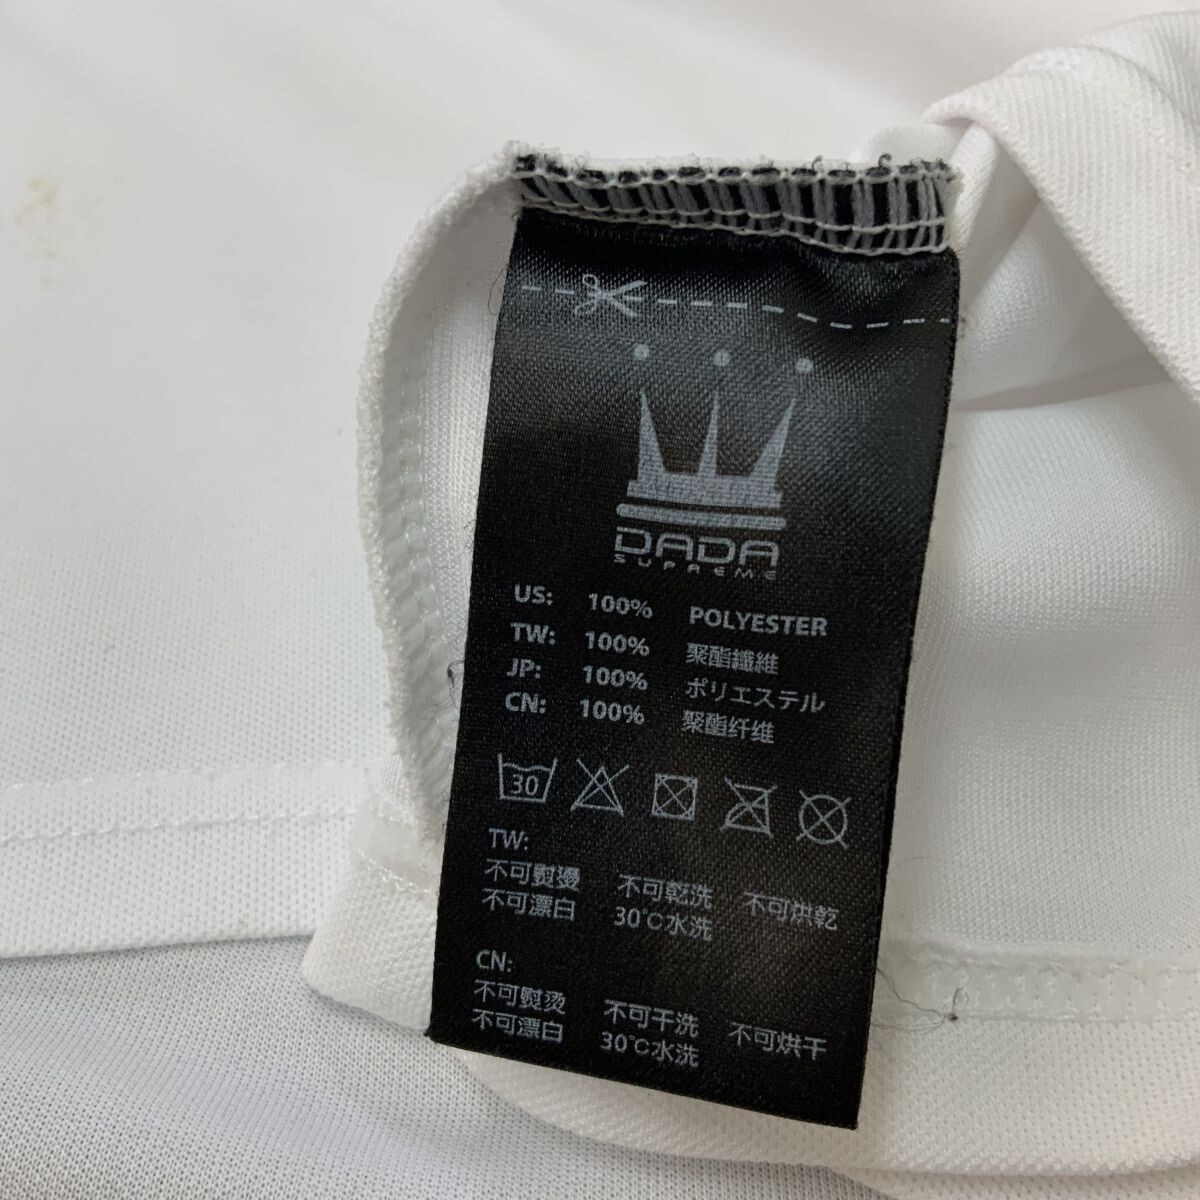 DADA
SUPREME
US: 100% POLYESTER
TW: 100% 聚酯纖維
JP: 100% ポリエステル
CN: 100% 聚酯纤维
30
TW:
不可熨燙 不可乾洗 不可烘乾
不可漂白 30℃水洗
CN:
不可熨烫 不可干洗 不可烘干
不可漂白 30℃水洗